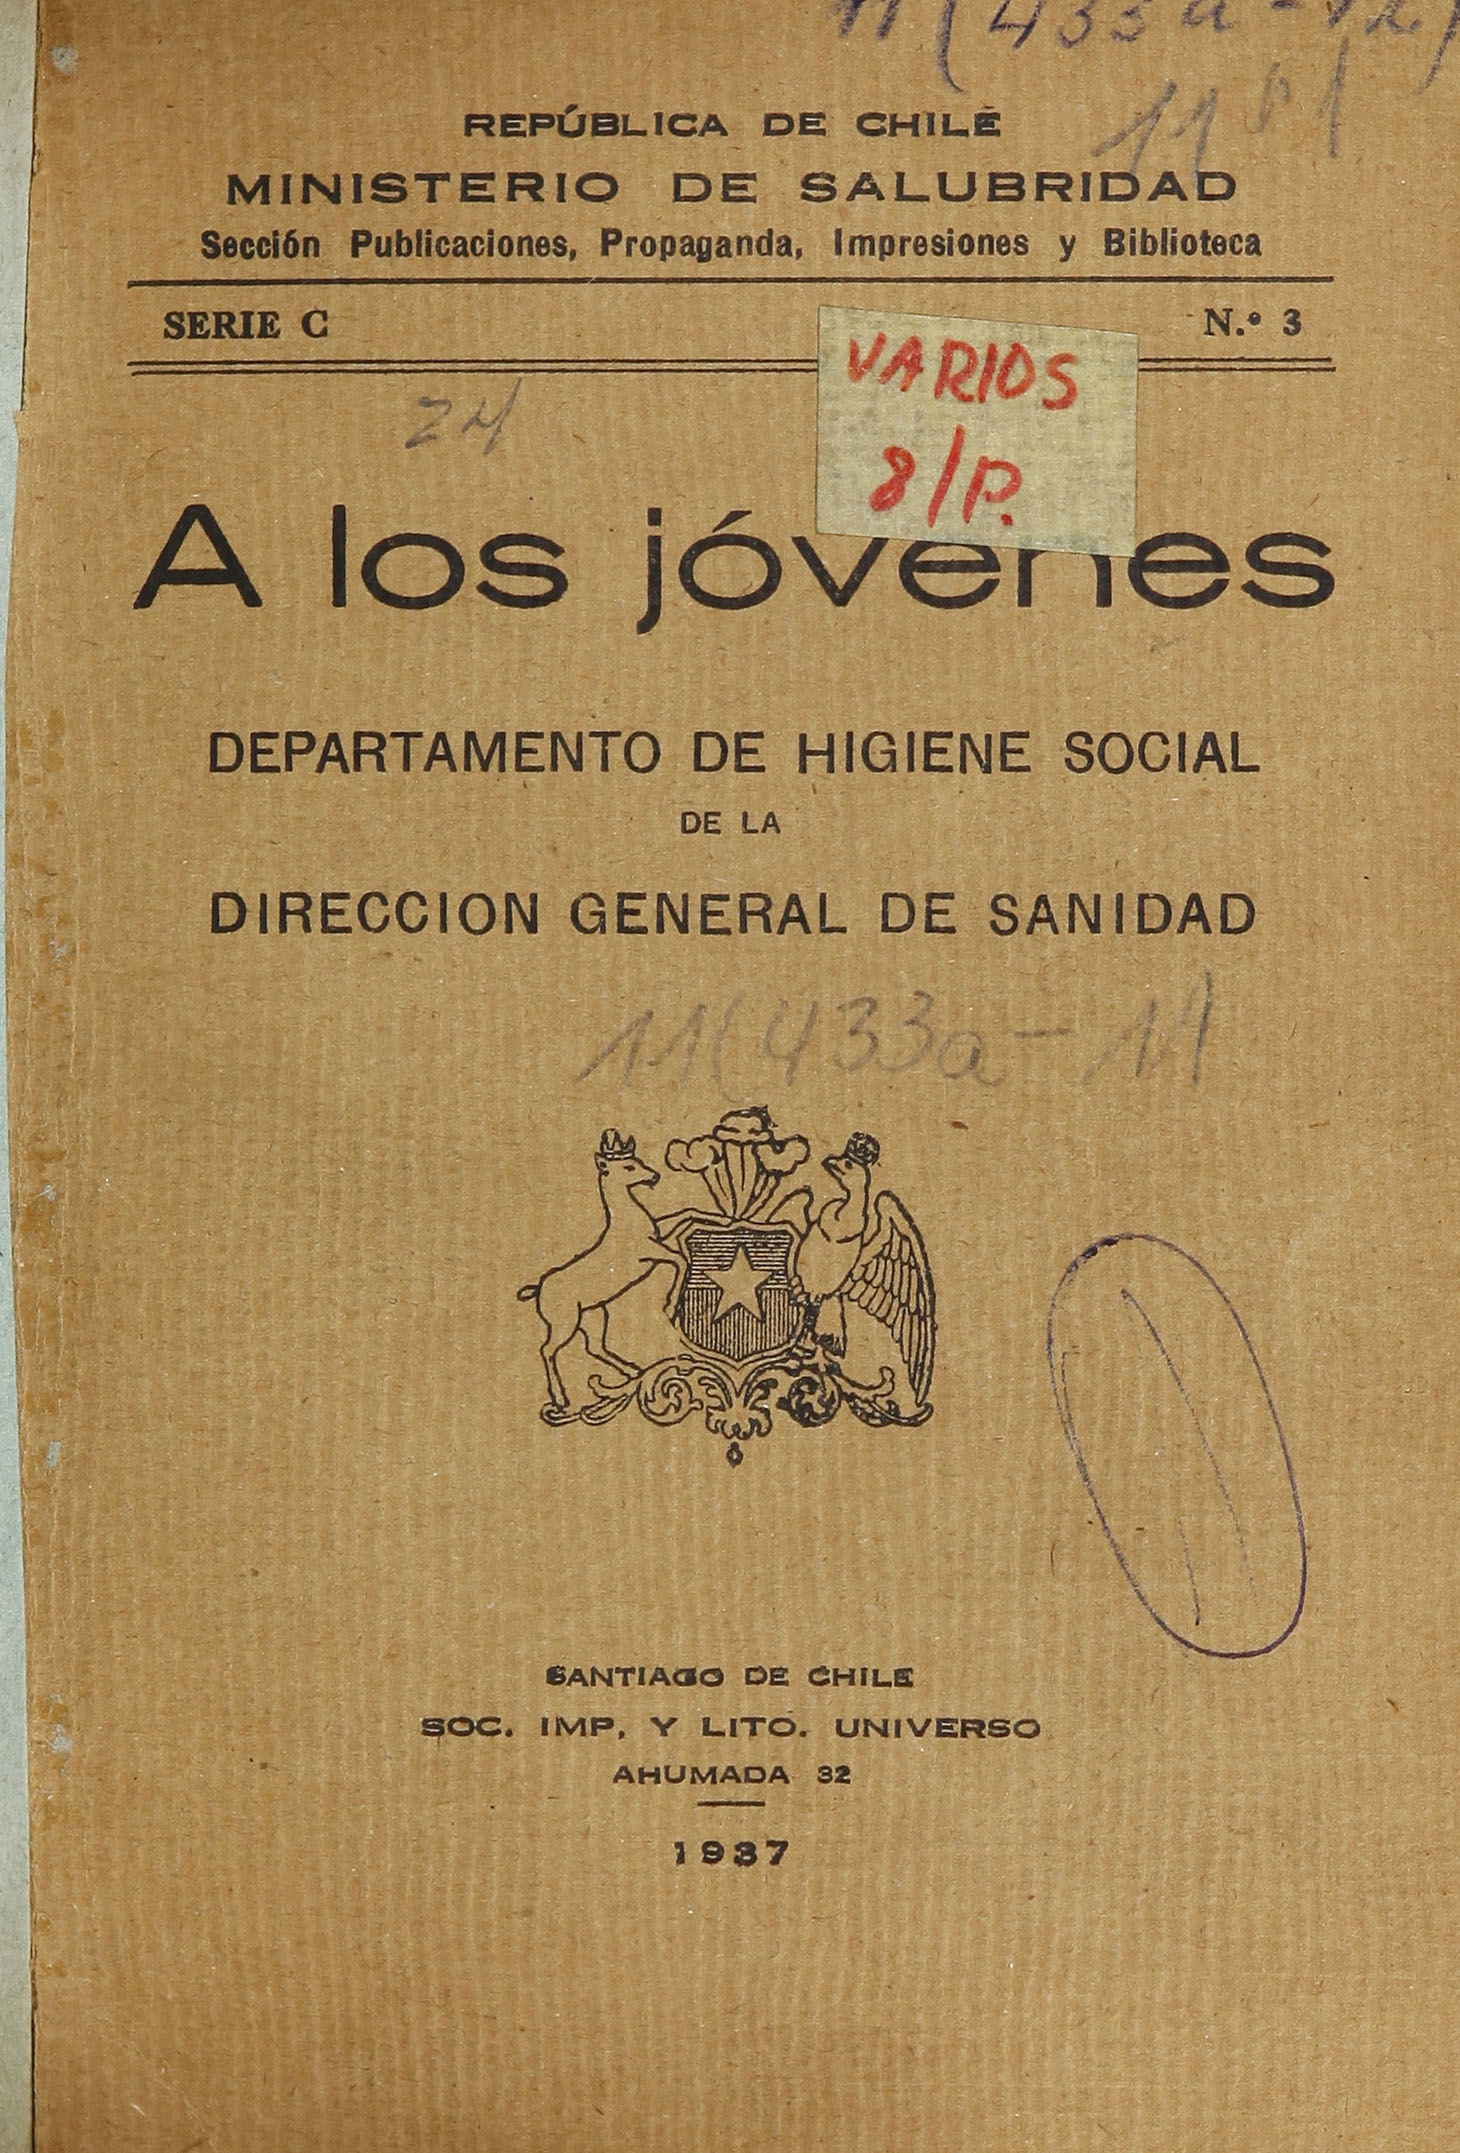 11(433a-12)
11
REPÚBLICA DE CHILE
MINISTERIO DE SALUBRIDAD
Sección Publicaciones, Propaganda, Impresiones y Biblioteca
SERIE C N.º 3
VARIOS
8/P.
24
A los jóvenes
DEPARTAMENTO DE HIGIENE SOCIAL
DE LA
DIRECCION GENERAL DE SANIDAD
11(433a-
SANTIAGO DE CHILE
SOC. IMP. Y LITO. UNIVERSO
AHUMADA 32
1937